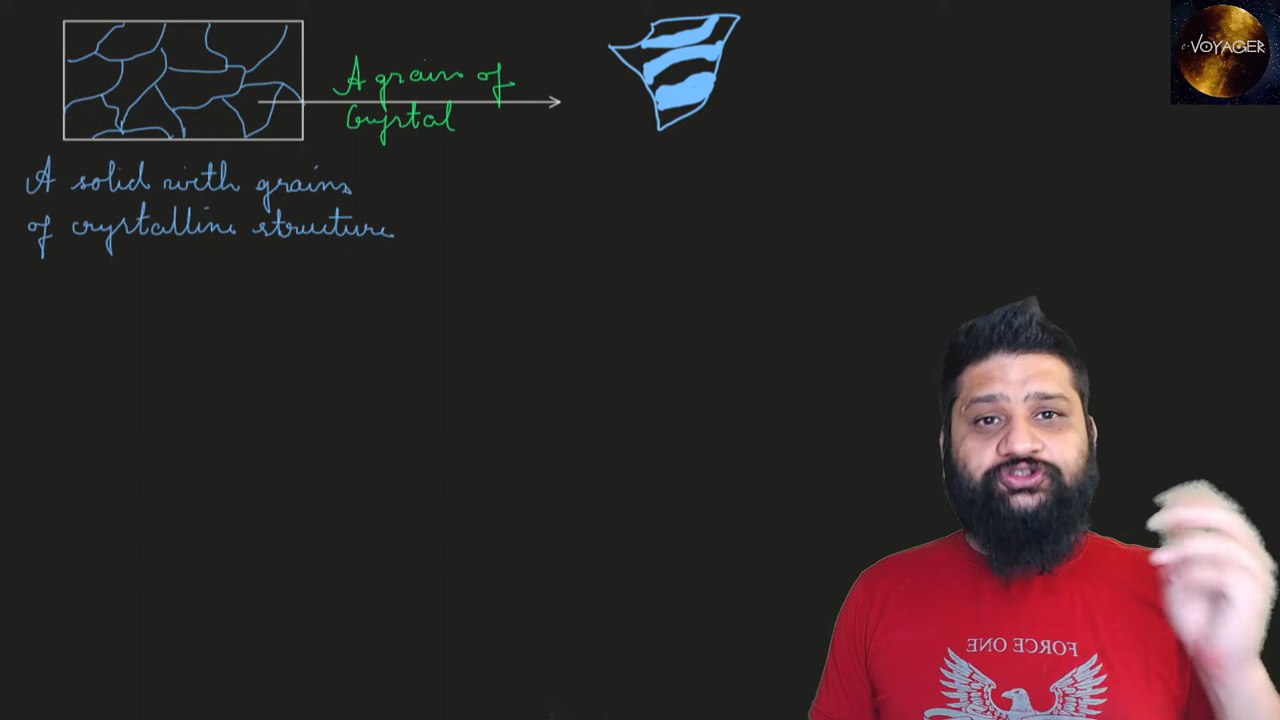 A grain of
Crystal
e-VOYAGER
A solid with grains
of crystalline structure
FORCE ONE